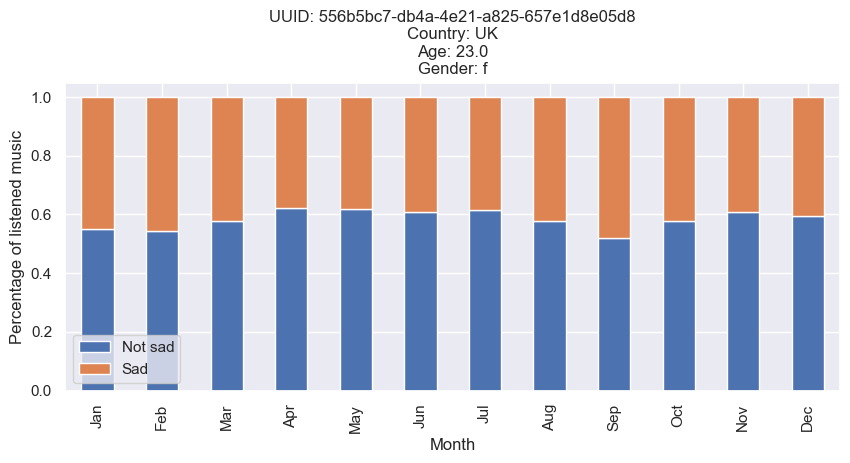 UUID: 556b5bc7-db4a-4e21-a825-657e1d8e05d8
Country: UK
Age: 23.0
Gender: f
Percentage of listened music
1.0
0.8
0.6
0.4
0.2
0.0
Not sad
Sad
Jan Feb Mar Apr May Jun Jul Aug Sep Oct Nov Dec
Month